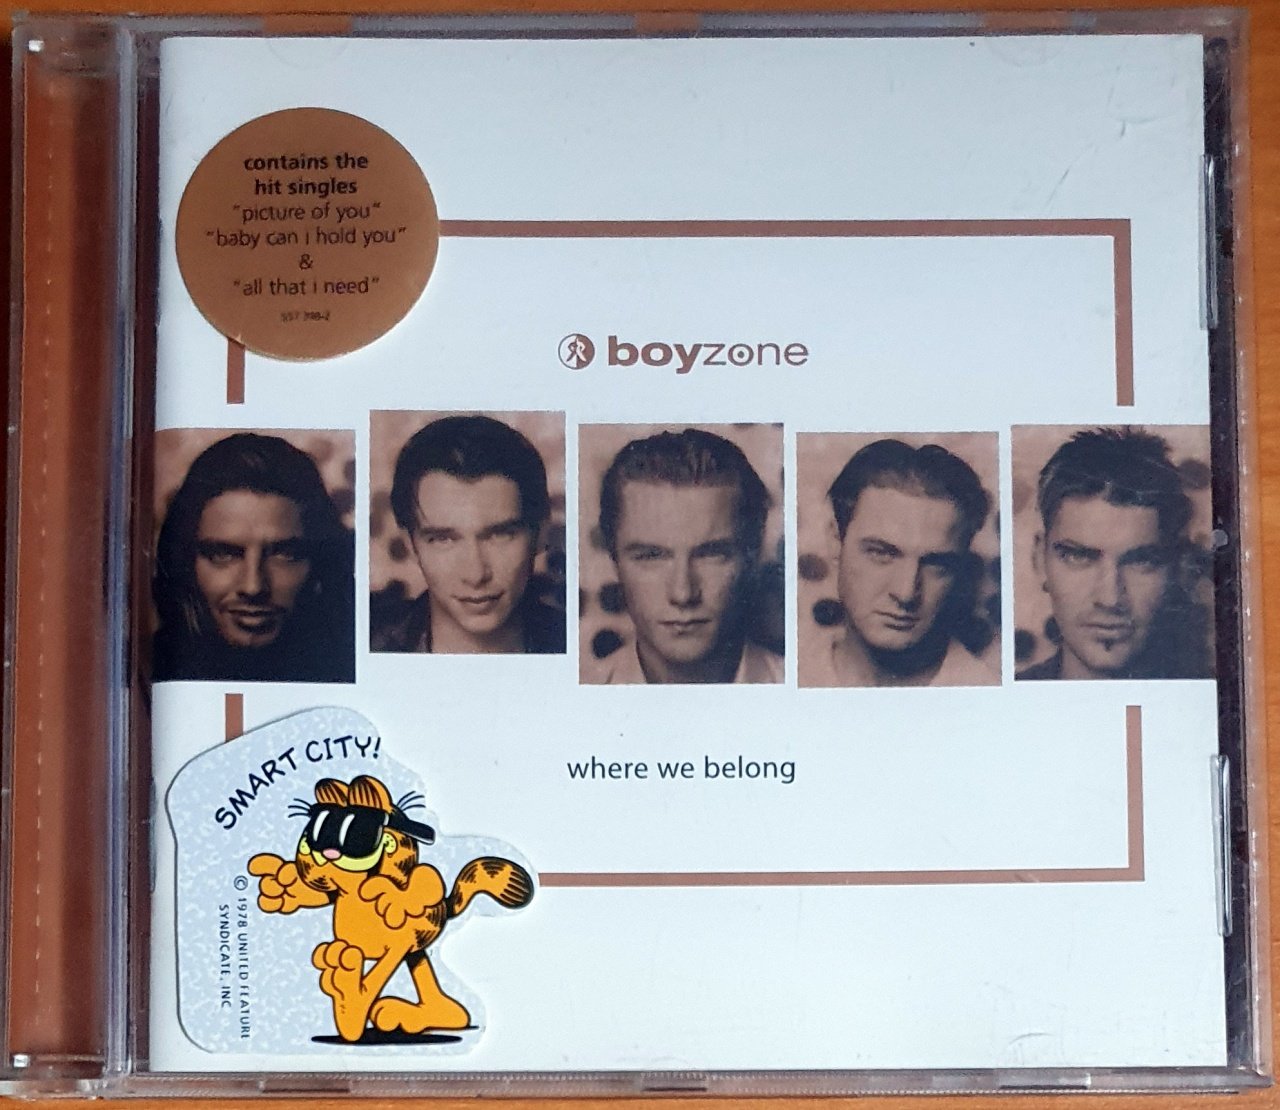 contains the
hit singles
"picture of you"
"baby can i hold you"
&
"all that i need"
boyzone
where we belong
SMART CITY!
© 1978 UNITED FEATURE
SYNDICATE, INC